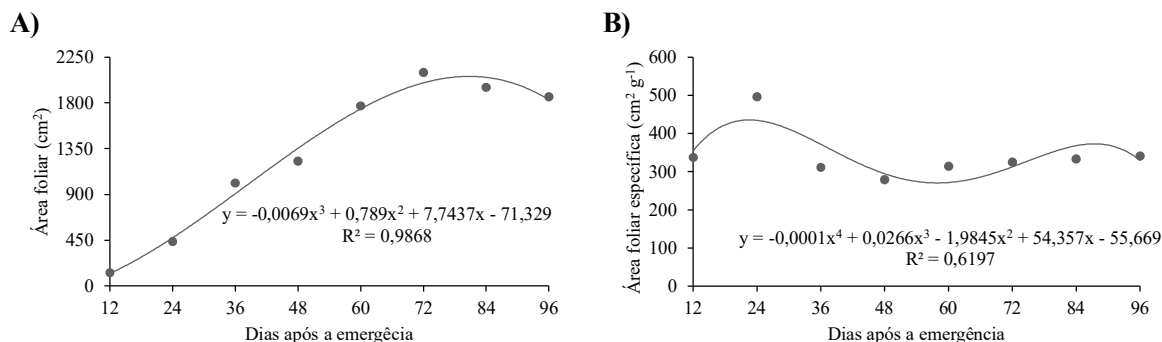 A)
2250
1800
1350
900
450
0
Área foliar (cm²)
y = -0,0069x³ + 0,789x² + 7,7437x - 71,329
R² = 0,9868
12 24 36 48 60 72 84 96
Dias após a emergêcia
B)
600
500
400
300
200
100
0
Área foliar específica (cm² g⁻¹)
y = -0,0001x⁴ + 0,0266x³ - 1,9845x² + 54,357x - 55,669
R² = 0,6197
12 24 36 48 60 72 84 96
Dias após a emergência